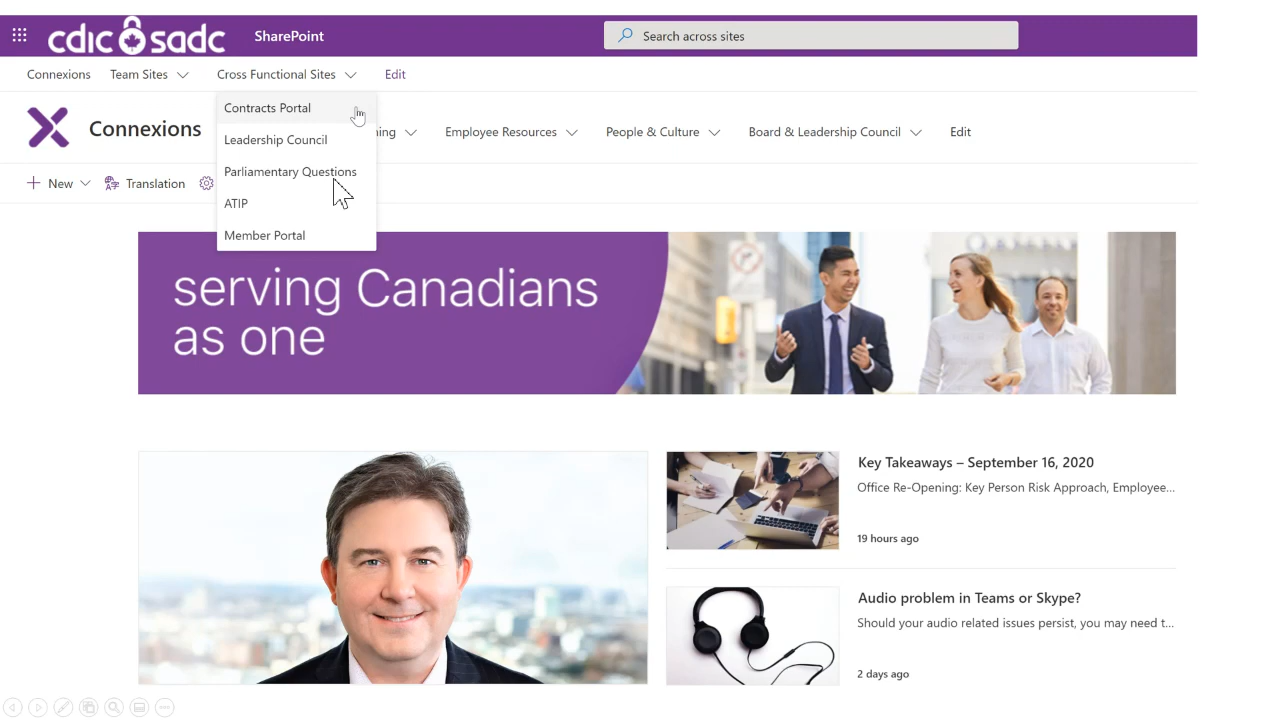 cdic sadc
SharePoint
Search across sites
Connexions
Team Sites
Cross Functional Sites
Edit
Contracts Portal
Leadership Council
Parliamentary Questions
ATIP
Member Portal
Connexions
Employee Resources
People & Culture
Board & Leadership Council
Edit
New
Translation
serving Canadians
as one
Key Takeaways – September 16, 2020
Office Re-Opening: Key Person Risk Approach, Employee...
19 hours ago
Audio problem in Teams or Skype?
Should your audio related issues persist, you may need t...
2 days ago